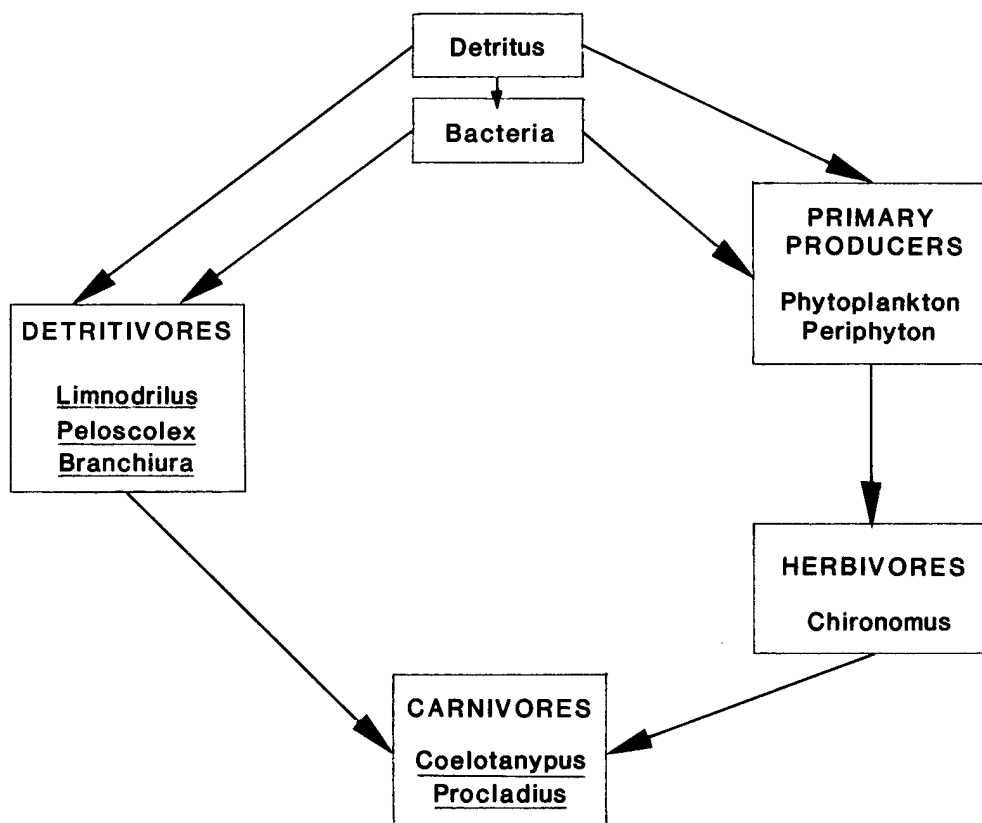 Detritus
Bacteria
PRIMARY
PRODUCERS
Phytoplankton
Periphyton
DETRITIVORES
Limnodrilus
Peloscolex
Branchiura
HERBIVORES
Chironomus
CARNIVORES
Coelotanypus
Procladius